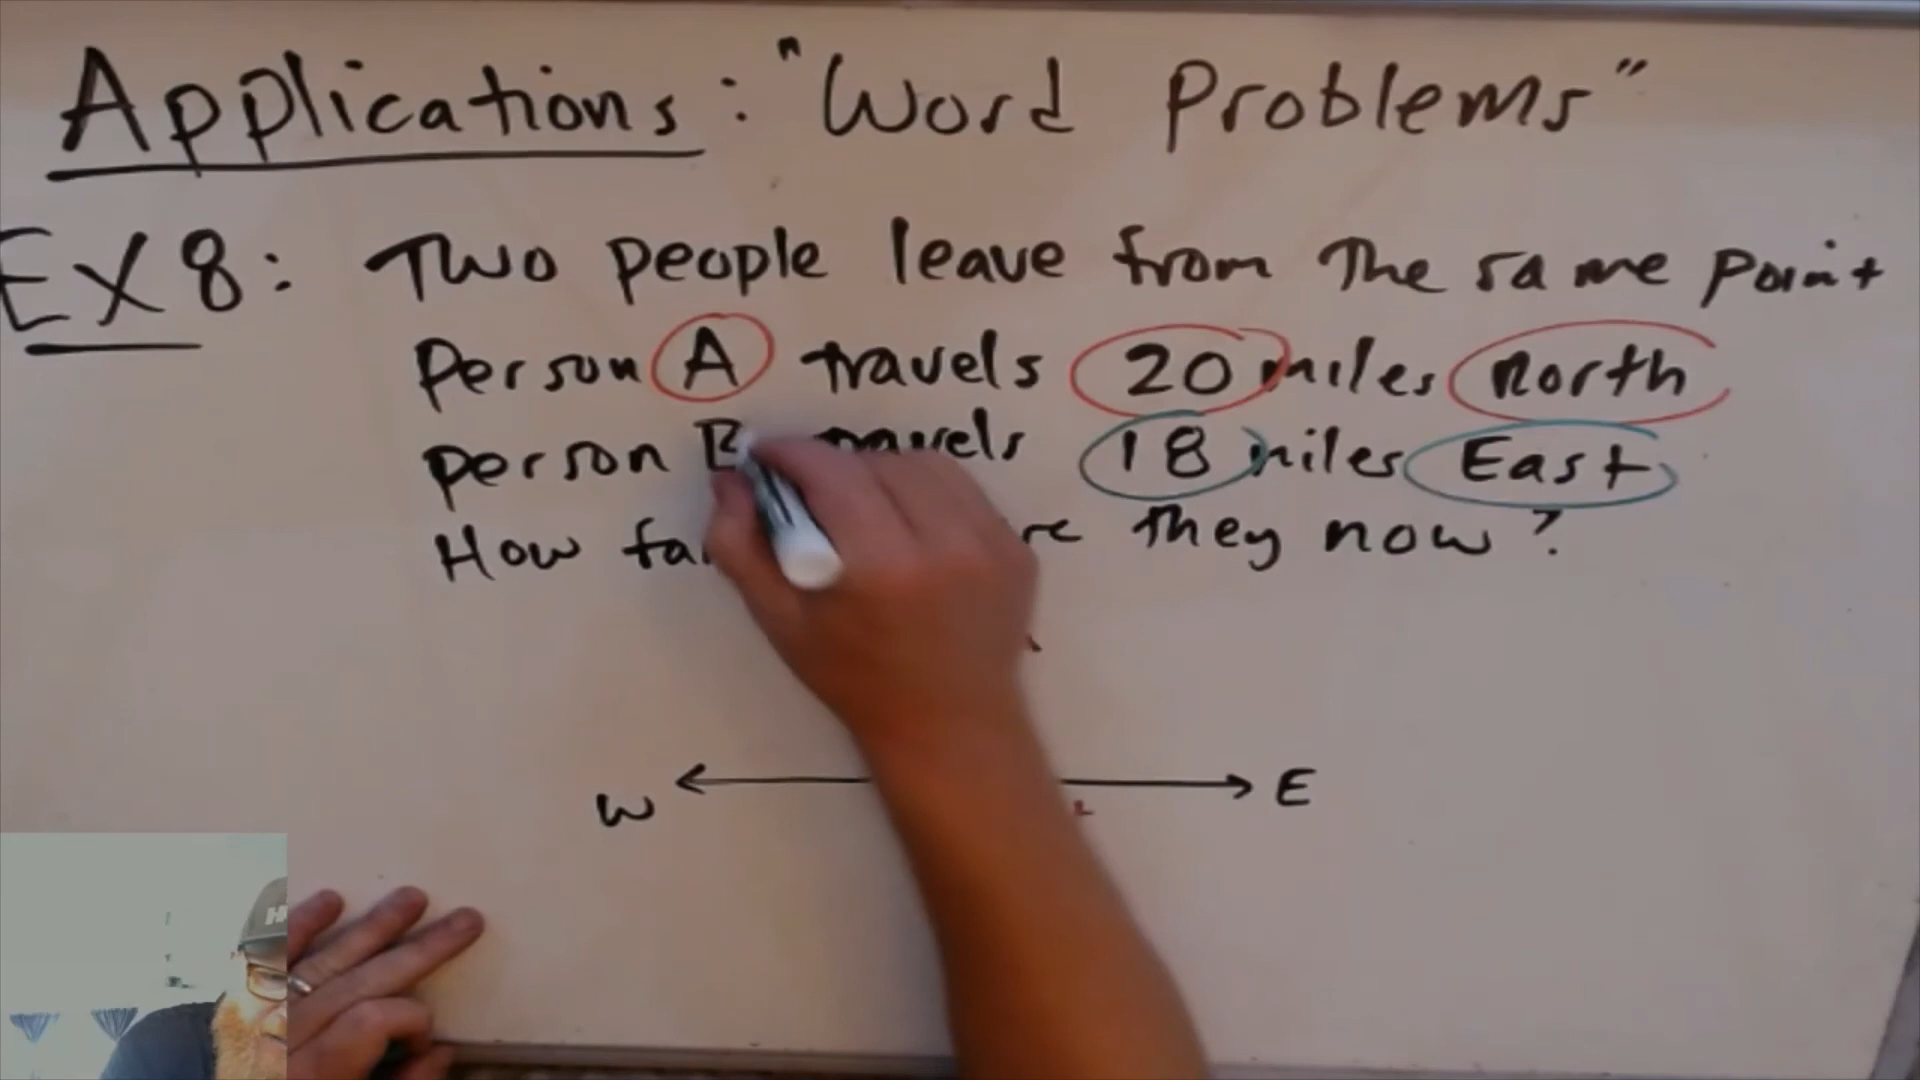 Applications: "Word Problems"
EX 8: Two people leave from the same point
Person A travels 20 miles North
person B travels 18 miles East
How they now?
W E